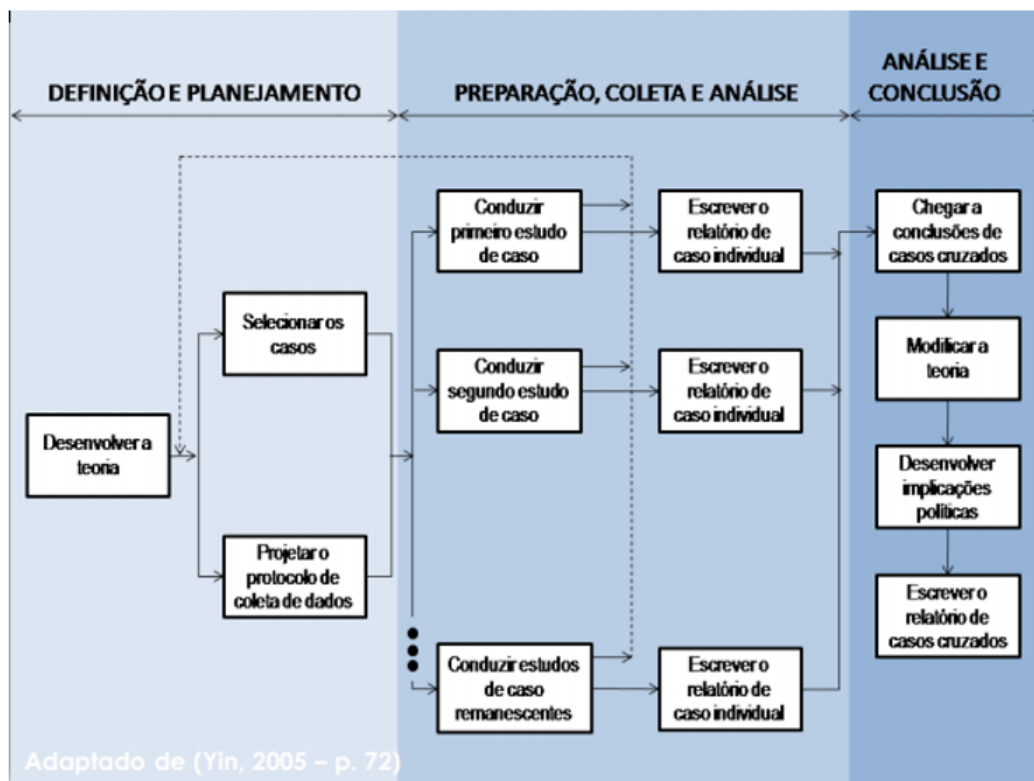 DEFINIÇÃO E PLANEJAMENTO
PREPARAÇÃO, COLETA E ANÁLISE
ANÁLISE E
CONCLUSÃO
Desenvolver a
teoria
Selecionar os
casos
Projetar o
protocolo de
coleta de dados
Conduzir
primeiro estudo
de caso
Escrever o
relatório de
caso individual
Conduzir
segundo estudo
de caso
Escrever o
relatório de
caso individual
Conduzir estudos
de caso
remanescentes
Escrever o
relatório de
caso individual
Chegar a
conclusões de
casos cruzados
Modificar a
teoria
Desenvolver
implicações
políticas
Escrever o
relatório de
casos cruzados
Adaptado de (Yin, 2005 – p. 72)